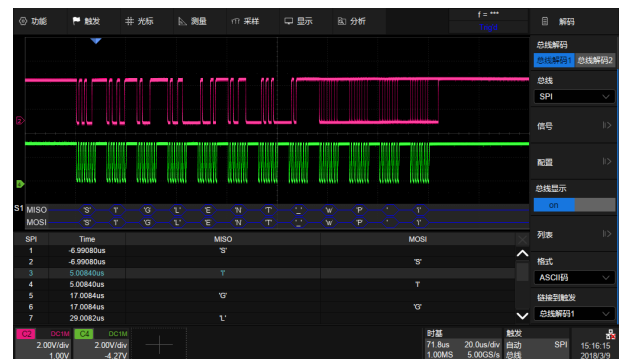 功能 触发 光标 测量 采样 显示 分析 f = *** 解码
总线解码
总线解码1 总线解码2
总线
SPI
信号
配置
总线显示
on
列表
格式
ASCII码
链接到触发
总线解码1
S1 MISO 'S' 'I' 'G' 'L' 'E' 'N' 'T' '_' 'w' 'P' 'I'
MOSI 'S' 'I' 'G' 'L' 'E' 'N' 'T' '_' 'w' 'P' 'I'
SPI Time MISO MOSI
1 -6.99080us 'S'
2 -6.99080us 'S'
3 5.00840us 'I'
4 5.00840us 'I'
5 17.0084us 'G'
6 17.0084us 'G'
7 29.0082us 'L'
C2 DC1M C4 DC1M 时基 触发
2.00V/div 2.00V/div 71.8us 20.0us/div 自动 SPI 15:16:15
1.00V -4.27V 1.00MS 5.00GS/s 总线 2018/3/9